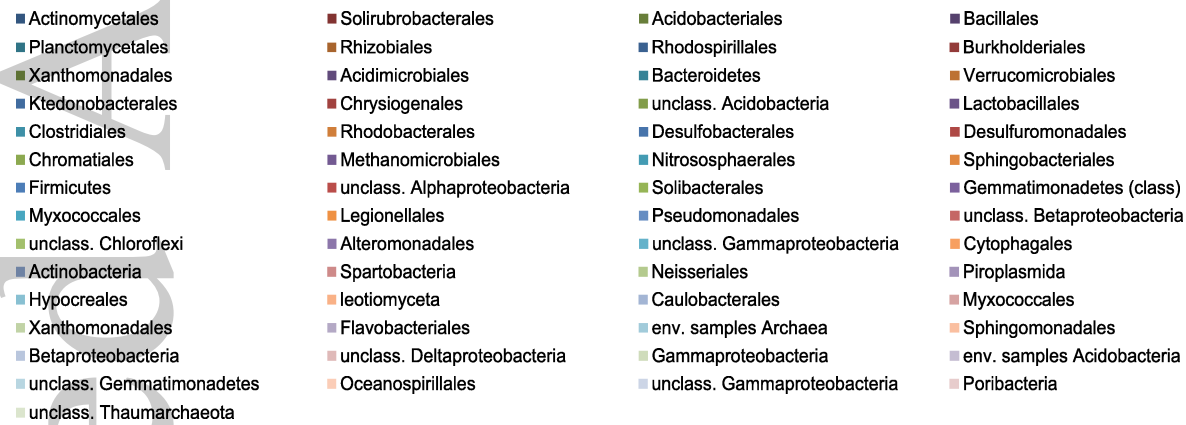 Actinomycetales Solirubrobacterales Acidobacteriales Bacillales
Planctomycetales Rhizobiales Rhodospirillales Burkholderiales
Xanthomonadales Acidimicrobiales Bacteroidetes Verrucomicrobiales
Ktedonobacterales Chrysiogenales unclass. Acidobacteria Lactobacillales
Clostridiales Rhodobacterales Desulfobacterales Desulfuromonadales
Chromatiales Methanomicrobiales Nitrososphaerales Sphingobacteriales
Firmicutes unclass. Alphaproteobacteria Solibacterales Gemmatimonadetes (class)
Myxococcales Legionellales Pseudomonadales unclass. Betaproteobacteria
unclass. Chloroflexi Alteromonadales unclass. Gammaproteobacteria Cytophagales
Actinobacteria Spartobacteria Neisseriales Piroplasmida
Hypocreales leotiomyceta Caulobacterales Myxococcales
Xanthomonadales Flavobacteriales env. samples Archaea Sphingomonadales
Betaproteobacteria unclass. Deltaproteobacteria Gammaproteobacteria env. samples Acidobacteria
unclass. Gemmatimonadetes Oceanospirillales unclass. Gammaproteobacteria Poribacteria
unclass. Thaumarchaeota